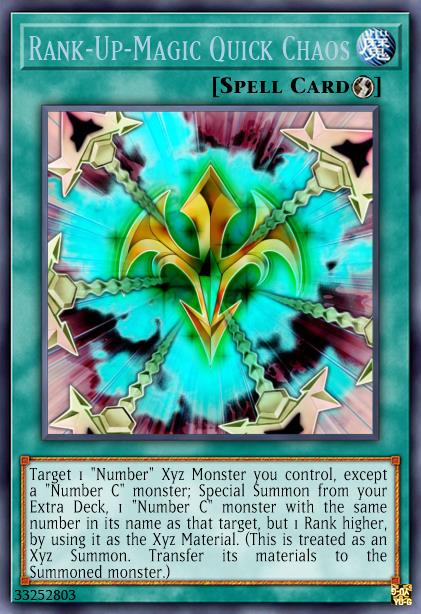 Rank-Up-Magic Quick Chaos
魔
[Spell Card]
Target 1 "Number" Xyz Monster you control, except
a "Number C" monster; Special Summon from your
Extra Deck, 1 "Number C" monster with the same
number in its name as that target, but 1 Rank higher,
by using it as the Xyz Material. (This is treated as an
Xyz Summon. Transfer its materials to the
Summoned monster.)
33252803